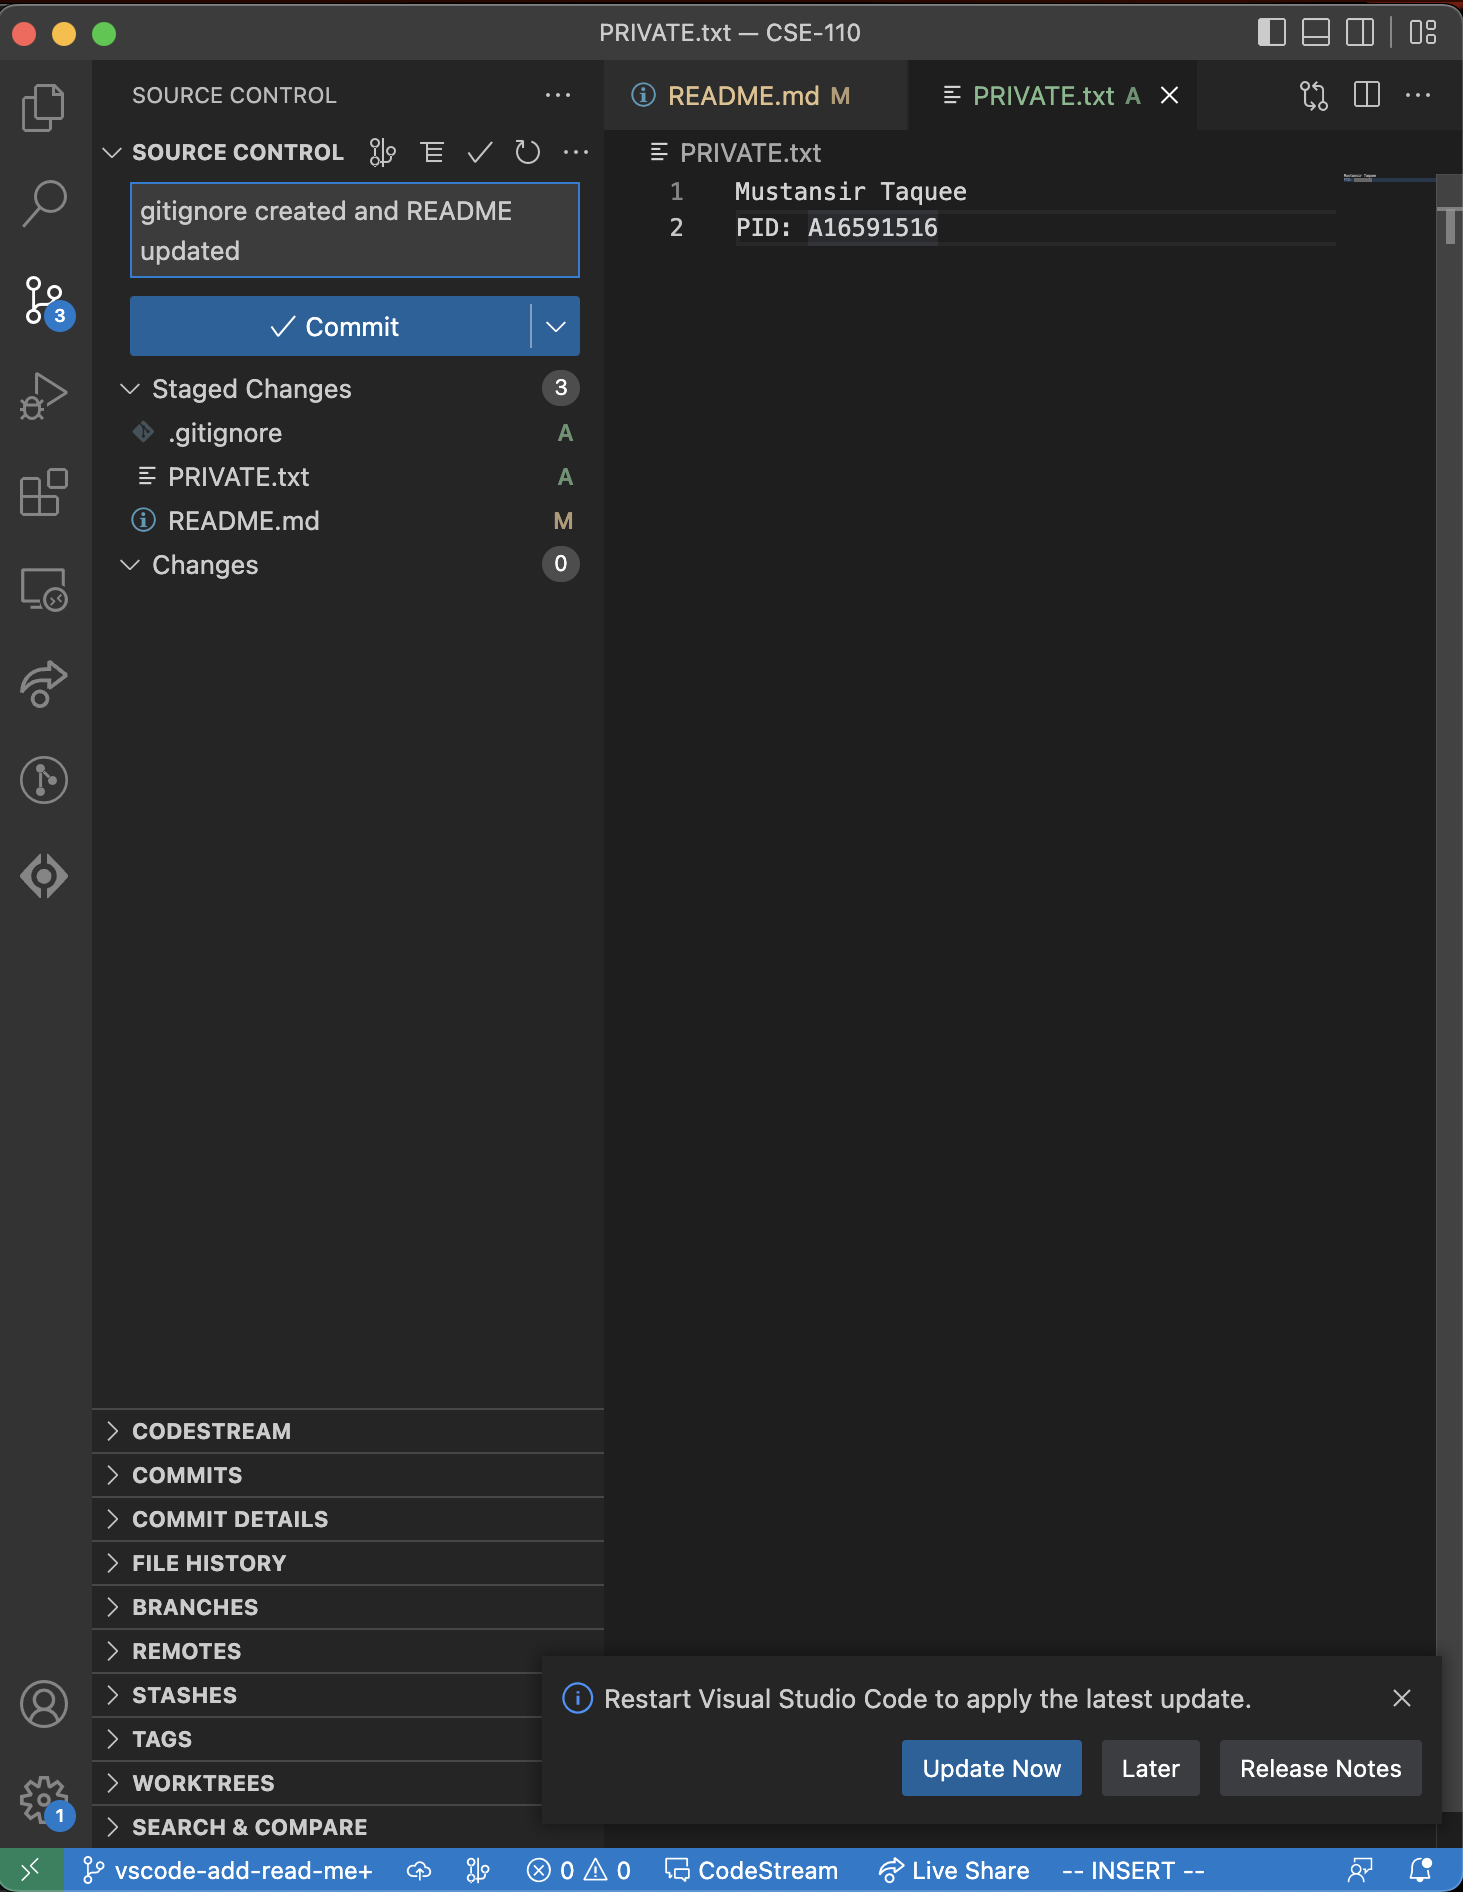 PRIVATE.txt — CSE-110
SOURCE CONTROL
README.md M
PRIVATE.txt A
SOURCE CONTROL
PRIVATE.txt
gitignore created and README
updated
1 Mustansir Taquee
2 PID: A16591516
3
Commit
Staged Changes 3
.gitignore A
PRIVATE.txt A
README.md M
Changes 0
CODESTREAM
COMMITS
COMMIT DETAILS
FILE HISTORY
BRANCHES
REMOTES
STASHES
TAGS
WORKTREES
SEARCH & COMPARE
Restart Visual Studio Code to apply the latest update.
Update Now Later Release Notes
1
vscode-add-read-me+ 0 0 CodeStream Live Share -- INSERT --